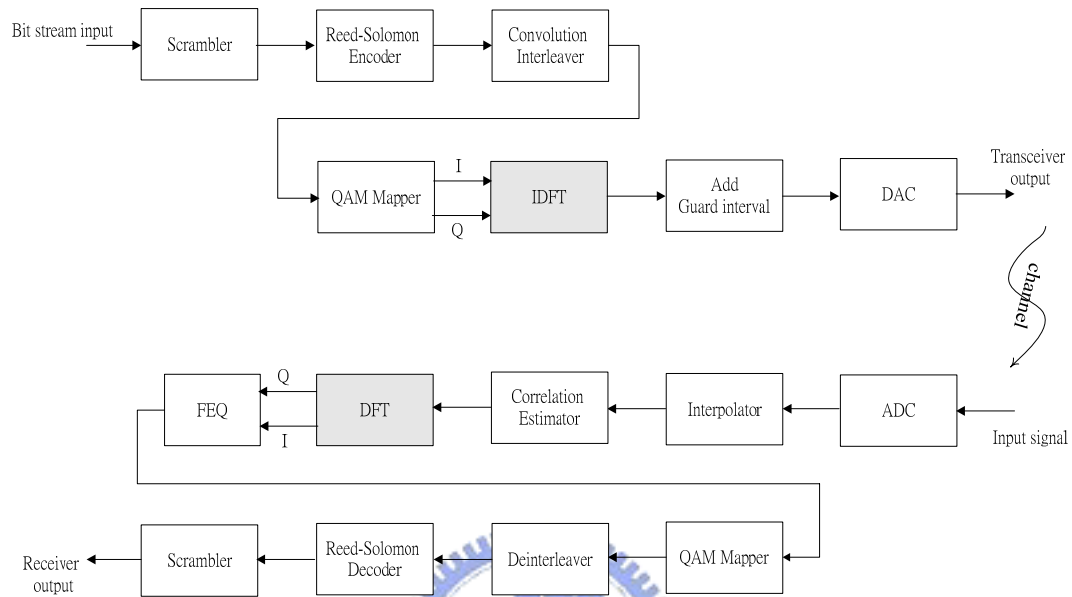 Bit stream input
Scrambler
Reed-Solomon
Encoder
Convolution
Interleaver
QAM Mapper
I
Q
IDFT
Add
Guard interval
DAC
Transceiver
output
channel
FEQ
Q
I
DFT
Correlation
Estimator
Interpolator
ADC
Input signal
Receiver
output
Scrambler
Reed-Solomon
Decoder
Deinterleaver
QAM Mapper